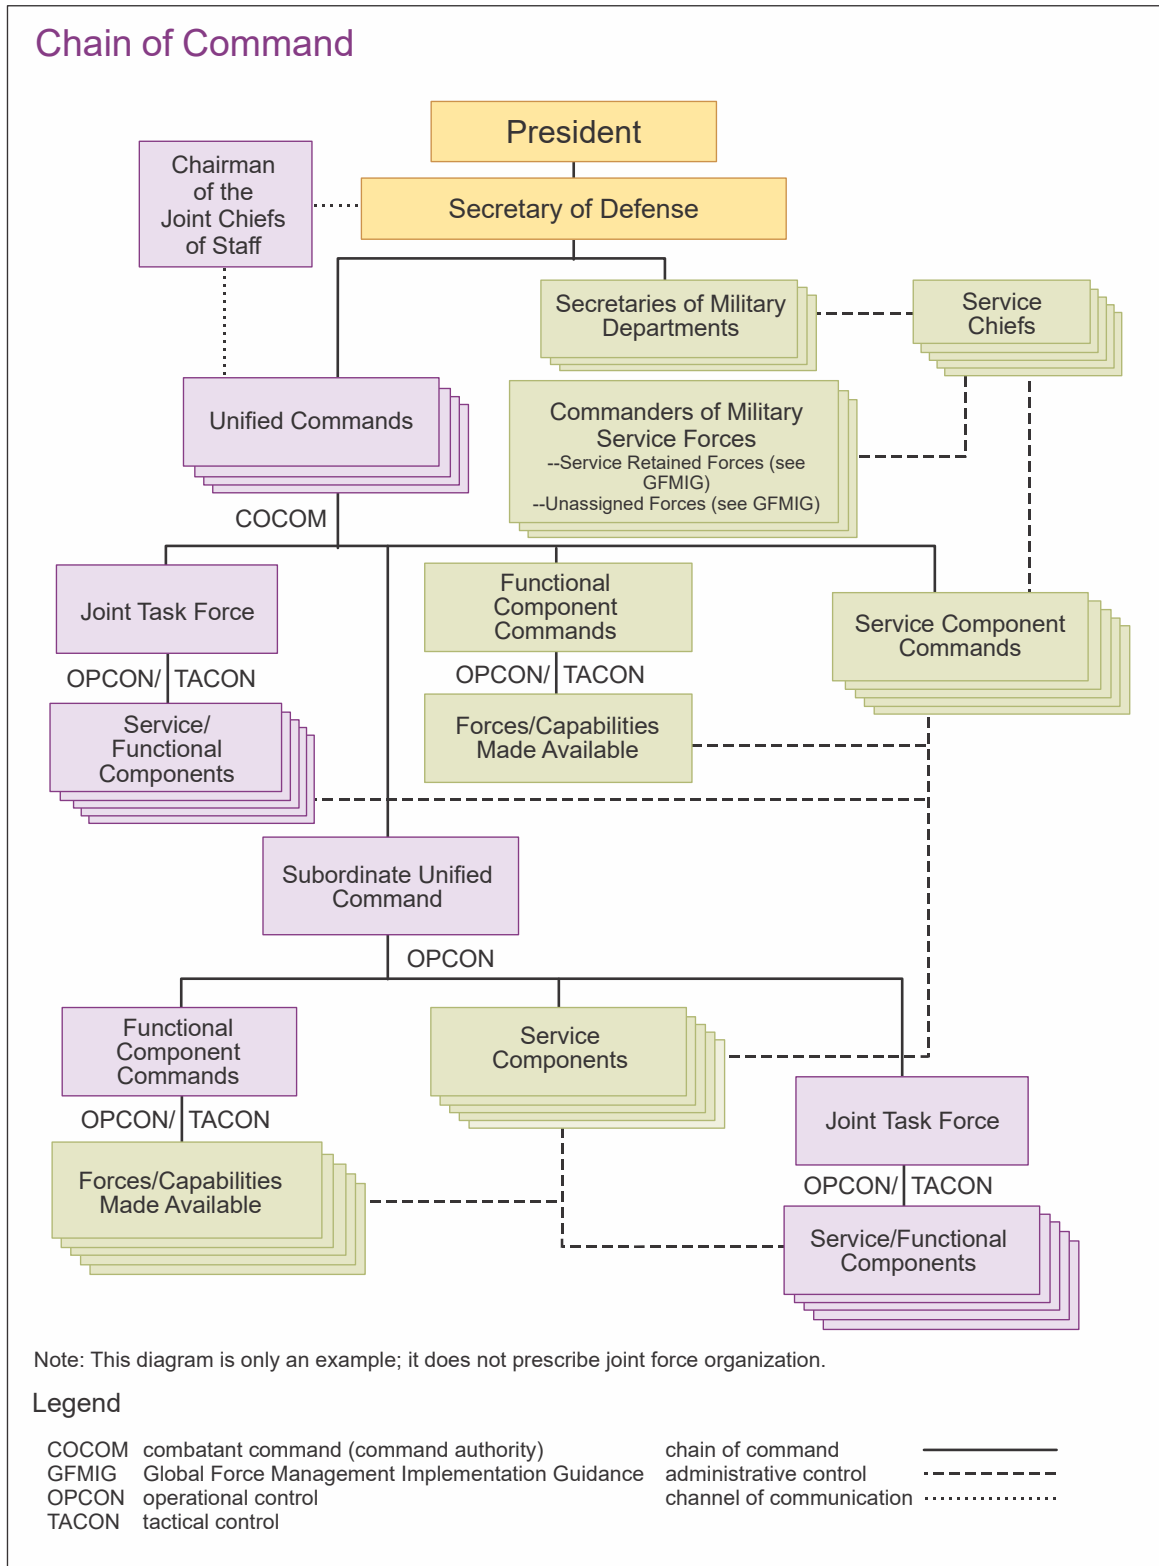 Chain of Command
President
Chairman
of the
Joint Chiefs
of Staff
Secretary of Defense
Secretaries of Military
Departments
Service
Chiefs
Unified Commands
Commanders of Military
Service Forces
--Service Retained Forces (see
GFMIG)
--Unassigned Forces (see GFMIG)
COCOM
Joint Task Force
Functional
Component
Commands
Service Component
Commands
OPCON/ TACON
OPCON/ TACON
Service/
Functional
Components
Forces/Capabilities
Made Available
Subordinate Unified
Command
OPCON
Functional
Component
Commands
Service
Components
Joint Task Force
OPCON/ TACON
Forces/Capabilities
Made Available
OPCON/ TACON
Service/Functional
Components
Note: This diagram is only an example; it does not prescribe joint force organization.
Legend
COCOM combatant command (command authority)
GFMIG Global Force Management Implementation Guidance
OPCON operational control
TACON tactical control
chain of command
administrative control
channel of communication